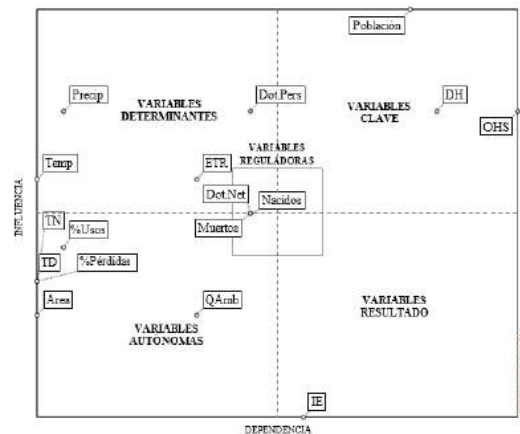 Población
Precip
VARIABLES
DETERMINANTES
Dot.Pers
VARIABLES
CLAVE
DH
OHS
VARIABLES
REGULADORAS
Temp
ETR
Dot.Net
Nacidos
INFLUENCIA
TN
%Usos
Muertos
TD
%Pérdidas
Area
QAmb
VARIABLES
AUTONOMAS
VARIABLES
RESULTADO
IE
DEPENDENCIA